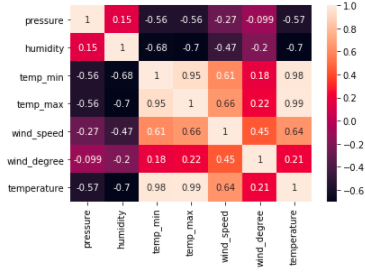 pressure 1 0.15 -0.56 -0.56 -0.27 -0.099 -0.57
humidity 0.15 1 -0.68 -0.7 -0.47 -0.2 -0.7
temp_min -0.56 -0.68 1 0.95 0.61 0.18 0.98
temp_max -0.56 -0.7 0.95 1 0.66 0.22 0.99
wind_speed -0.27 -0.47 0.61 0.66 1 0.45 0.64
wind_degree -0.099 -0.2 0.18 0.22 0.45 1 0.21
temperature -0.57 -0.7 0.98 0.99 0.64 0.21 1
pressure
humidity
temp_min
temp_max
wind_speed
wind_degree
temperature
1.0
0.8
0.6
0.4
0.2
0.0
-0.2
-0.4
-0.6